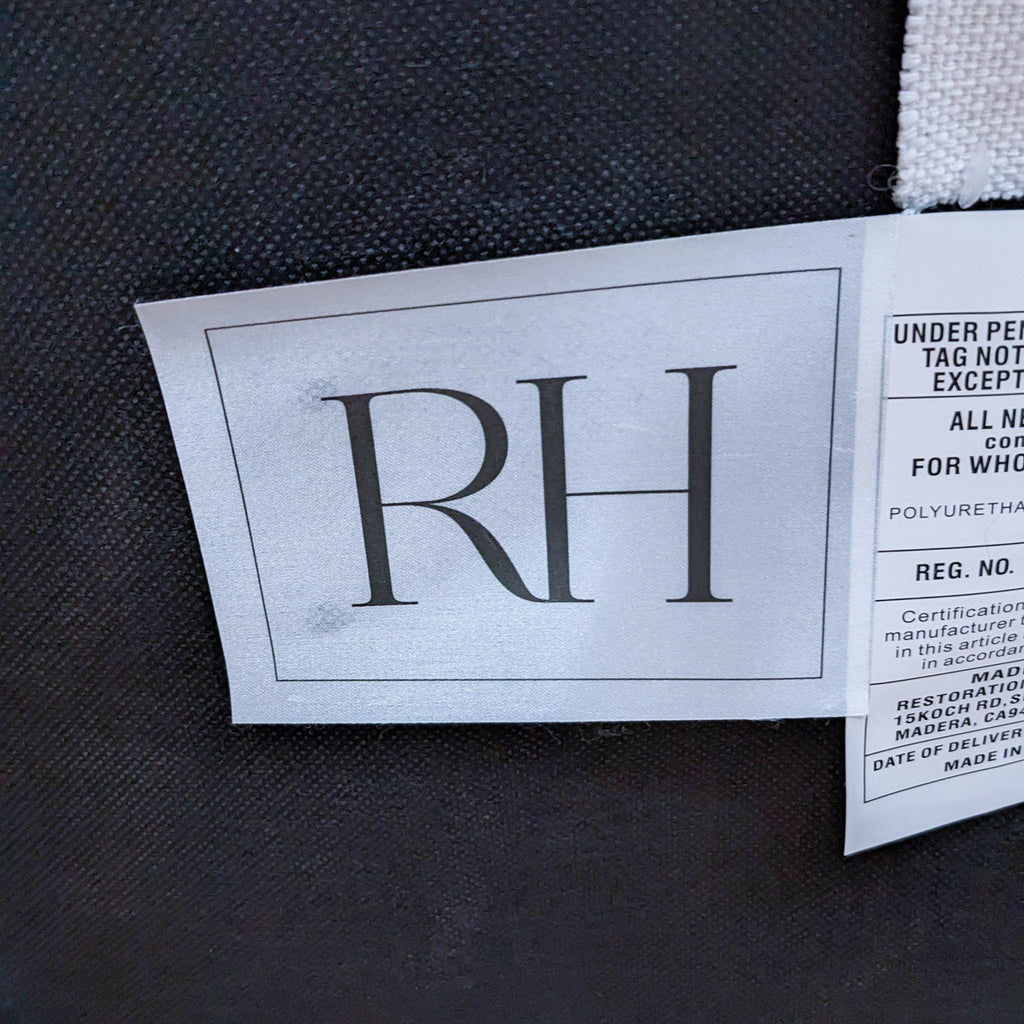 RH
UNDER PEN
TAG NOT
EXCEPT
ALL NE
con
FOR WHO
POLYURETHA
REG. NO.
Certification
manufacturer t
in this article
in accordan
MAD
RESTORATION
15KOCH RD, S
MADERA, CA94
DATE OF DELIVER
MADE IN